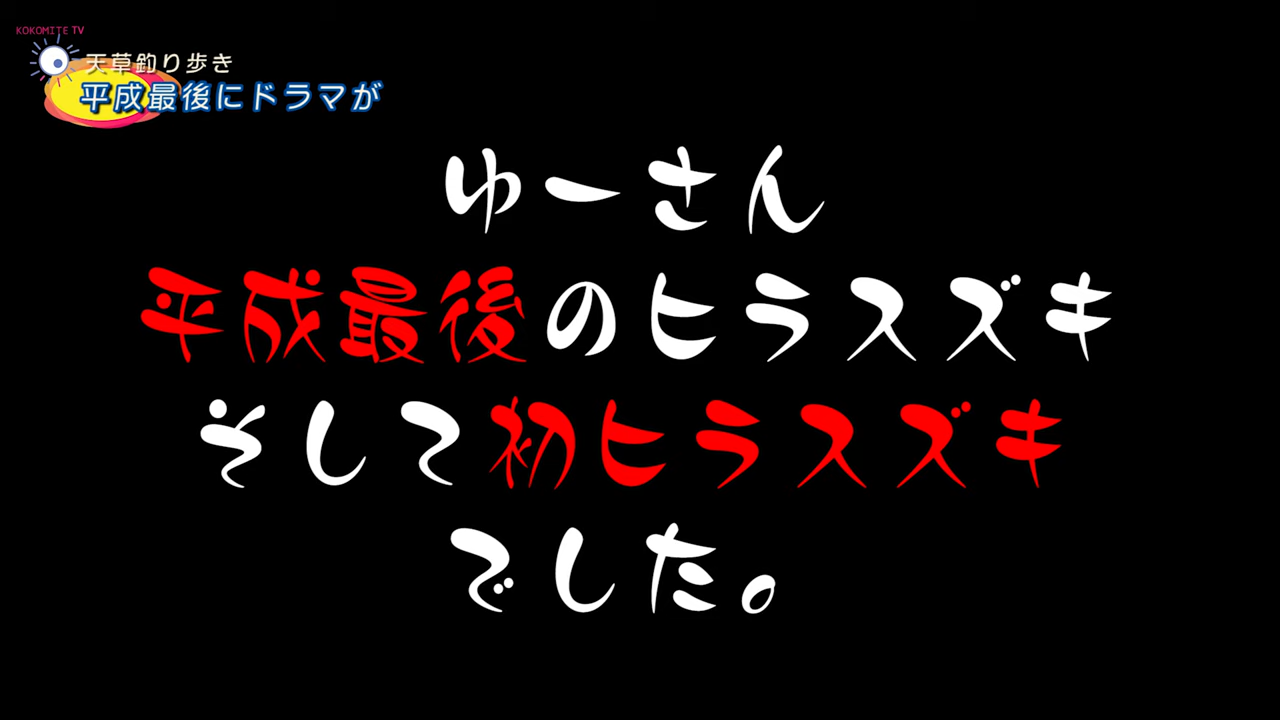 KOKOMITE TV
天草釣り歩き
平成最後にドラマが
ゆーさん
平成最後のヒラスズキ
そして初ヒラスズキ
でした。